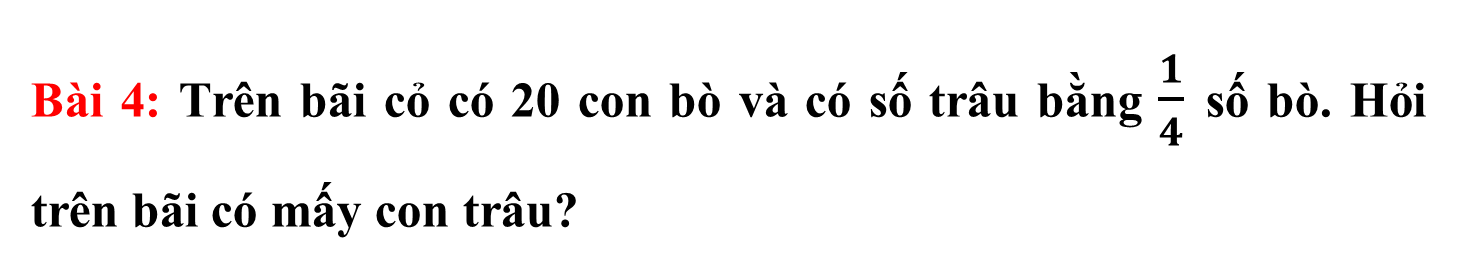 Bài 4: Trên bãi cỏ có 20 con bò và có số trâu bằng 1/4 số bò. Hỏi
trên bãi có mấy con trâu?